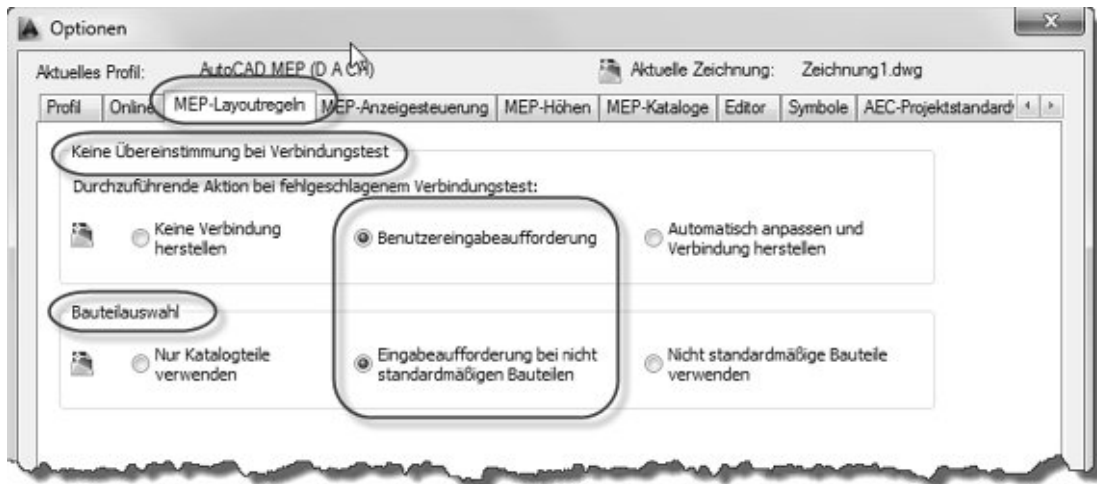 Optionen
Aktuelles Profil: AutoCAD MEP (D A CH) Aktuelle Zeichnung: Zeichnung1.dwg
Profil Online MEP-Layoutregeln MEP-Anzeigesteuerung MEP-Höhen MEP-Kataloge Editor Symbole AEC-Projektstandard
Keine Übereinstimmung bei Verbindungstest
Durchzuführende Aktion bei fehlgeschlagenem Verbindungstest:
Keine Verbindung
herstellen
Benutzereingabeaufforderung
Automatisch anpassen und
Verbindung herstellen
Bauteilauswahl
Nur Katalogteile
verwenden
Eingabeaufforderung bei nicht
standardmäßigen Bauteilen
Nicht standardmäßige Bauteile
verwenden